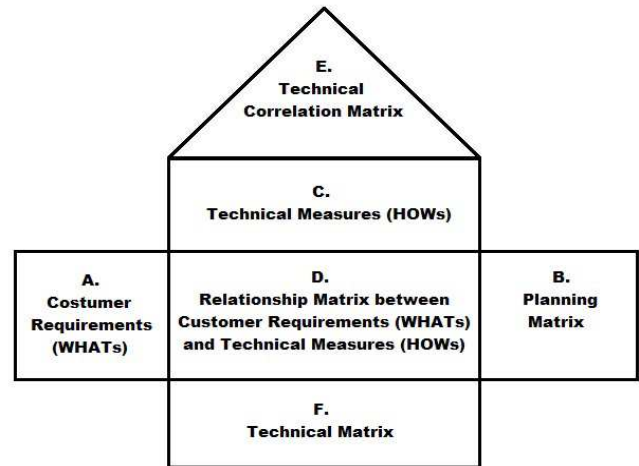 E.
Technical
Correlation Matrix
C.
Technical Measures (HOWs)
A.
Costumer
Requirements
(WHATs)
D.
Relationship Matrix between
Customer Requirements (WHATs)
and Technical Measures (HOWs)
B.
Planning
Matrix
F.
Technical Matrix